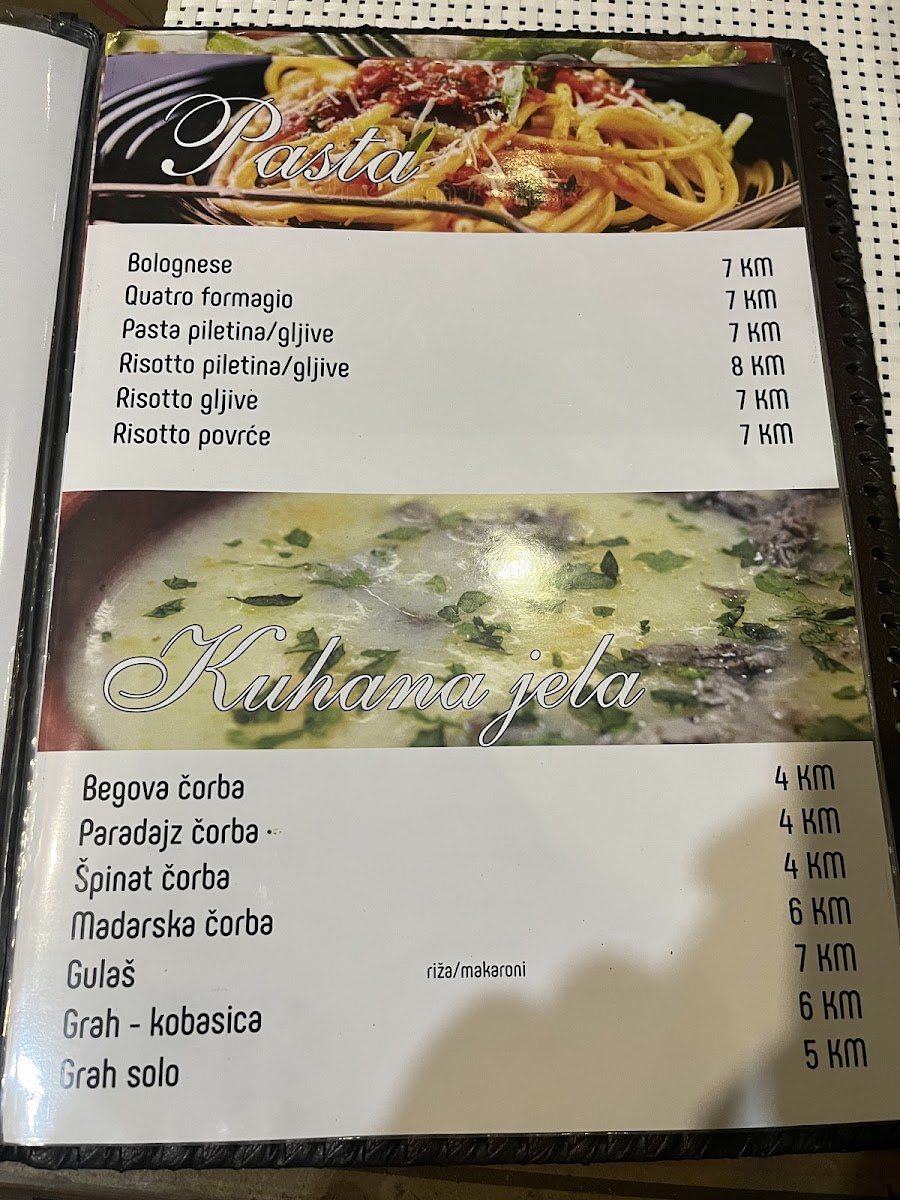 Pasta
Bolognese 7 KM
Quatro formagio 7 KM
Pasta piletina/gljive 7 KM
Risotto piletina/gljive 8 KM
Risotto gljive 7 KM
Risotto povrće 7 KM
Kuhana jela
Begova čorba 4 KM
Paradajz čorba 4 KM
Špinat čorba 4 KM
Madarska čorba 6 KM
Gulaš riža/makaroni 7 KM
Grah - kobasica 6 KM
Grah solo 5 KM